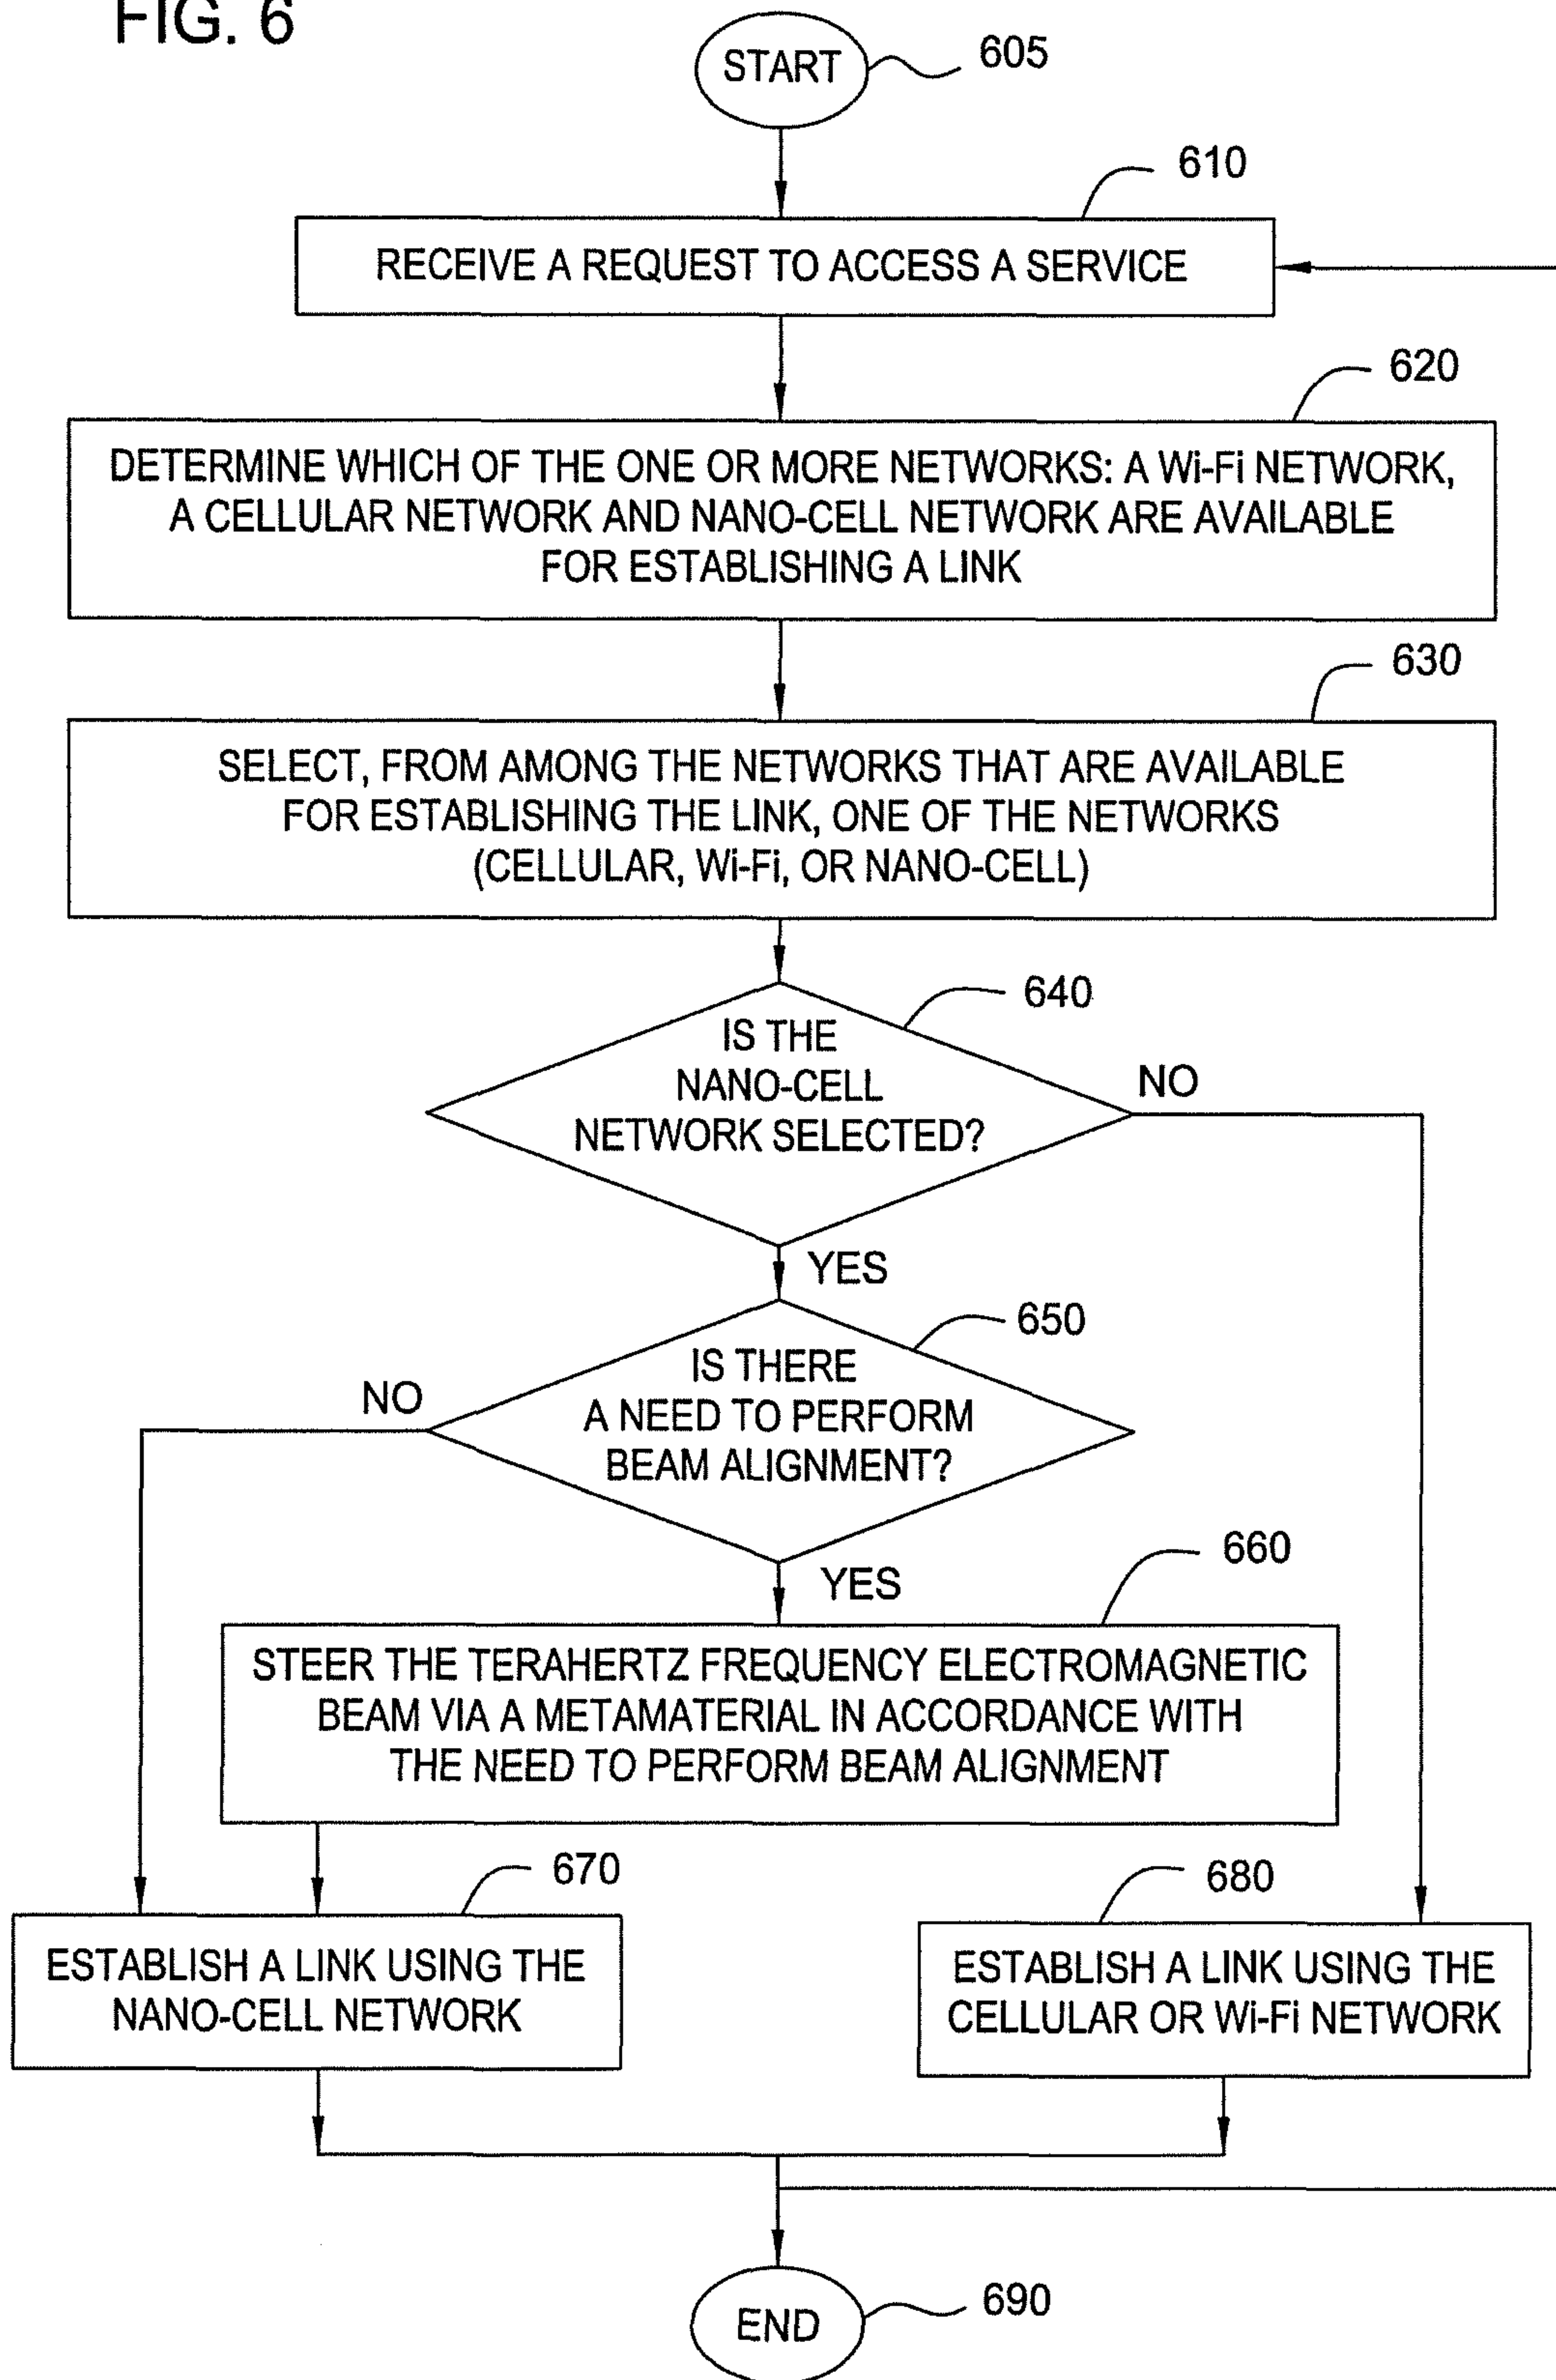 FIG. 6
START
605
610
RECEIVE A REQUEST TO ACCESS A SERVICE
620
DETERMINE WHICH OF THE ONE OR MORE NETWORKS: A Wi-Fi NETWORK,
A CELLULAR NETWORK AND NANO-CELL NETWORK ARE AVAILABLE
FOR ESTABLISHING A LINK
630
SELECT, FROM AMONG THE NETWORKS THAT ARE AVAILABLE
FOR ESTABLISHING THE LINK, ONE OF THE NETWORKS
(CELLULAR, Wi-Fi, OR NANO-CELL)
640
IS THE
NANO-CELL
NETWORK SELECTED?
NO
YES
650
IS THERE
A NEED TO PERFORM
BEAM ALIGNMENT?
NO
YES
660
STEER THE TERAHERTZ FREQUENCY ELECTROMAGNETIC
BEAM VIA A METAMATERIAL IN ACCORDANCE WITH
THE NEED TO PERFORM BEAM ALIGNMENT
670
ESTABLISH A LINK USING THE
NANO-CELL NETWORK
680
ESTABLISH A LINK USING THE
CELLULAR OR Wi-Fi NETWORK
END
690